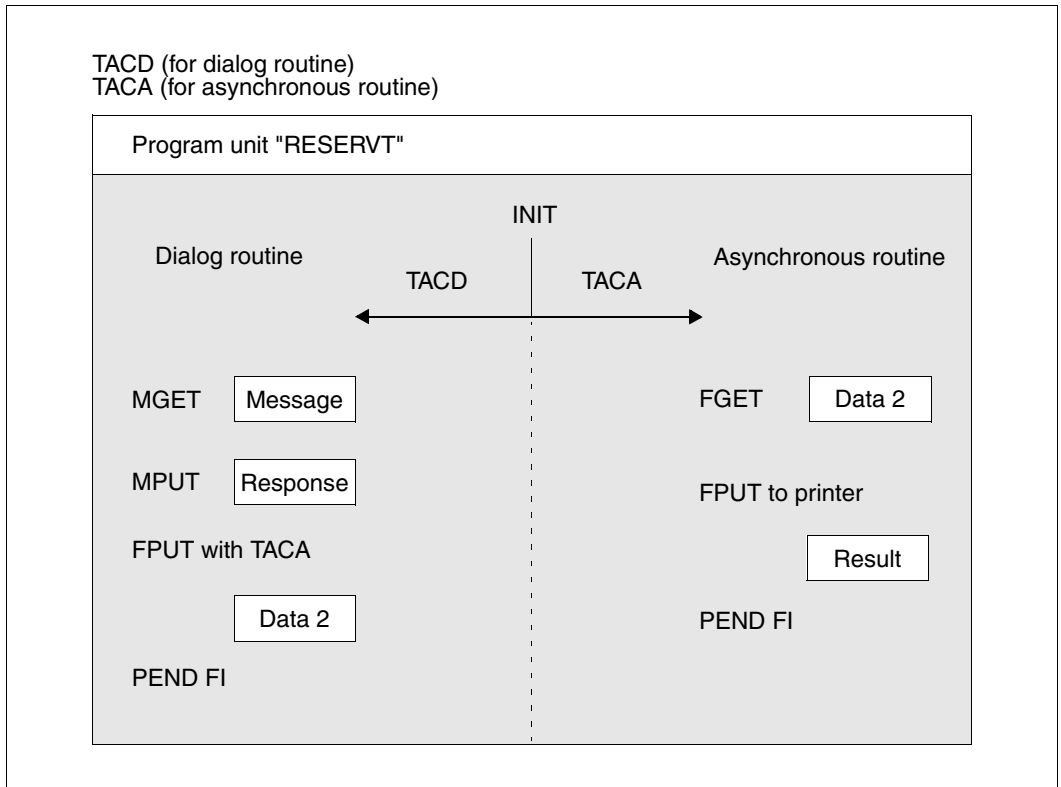 TACD (for dialog routine)
TACA (for asynchronous routine)
Program unit "RESERVT"
INIT
Dialog routine
Asynchronous routine
TACD
TACA
MGET
Message
FGET
Data 2
MPUT
Response
FPUT to printer
FPUT with TACA
Result
Data 2
PEND FI
PEND FI